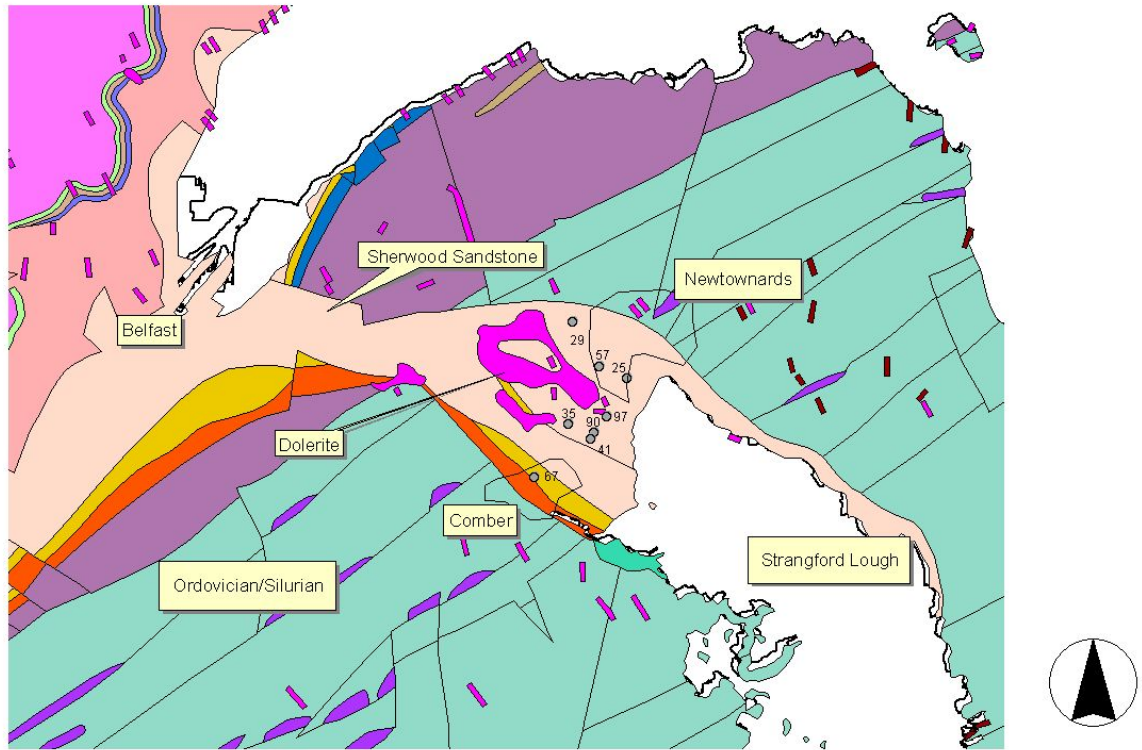 Sherwood Sandstone
Newtownards
Belfast
29
57
25
35
90
97
41
Dolerite
67
Comber
Strangford Lough
Ordovician/Silurian